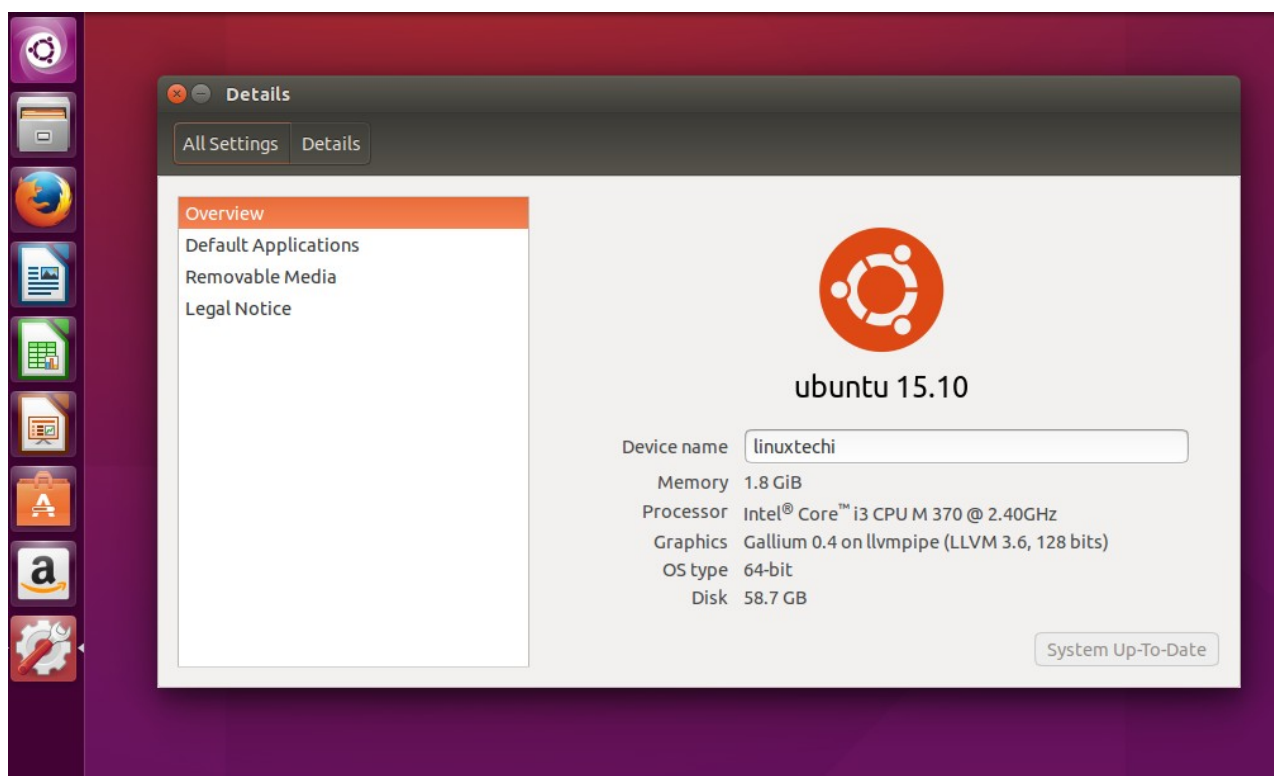 Details
All Settings
Details
Overview
Default Applications
Removable Media
Legal Notice
ubuntu 15.10
Device name linuxtechi
Memory 1.8 GiB
Processor Intel® Core™ i3 CPU M 370 @ 2.40GHz
Graphics Gallium 0.4 on llvmpipe (LLVM 3.6, 128 bits)
OS type 64-bit
Disk 58.7 GB
System Up-To-Date
A
a